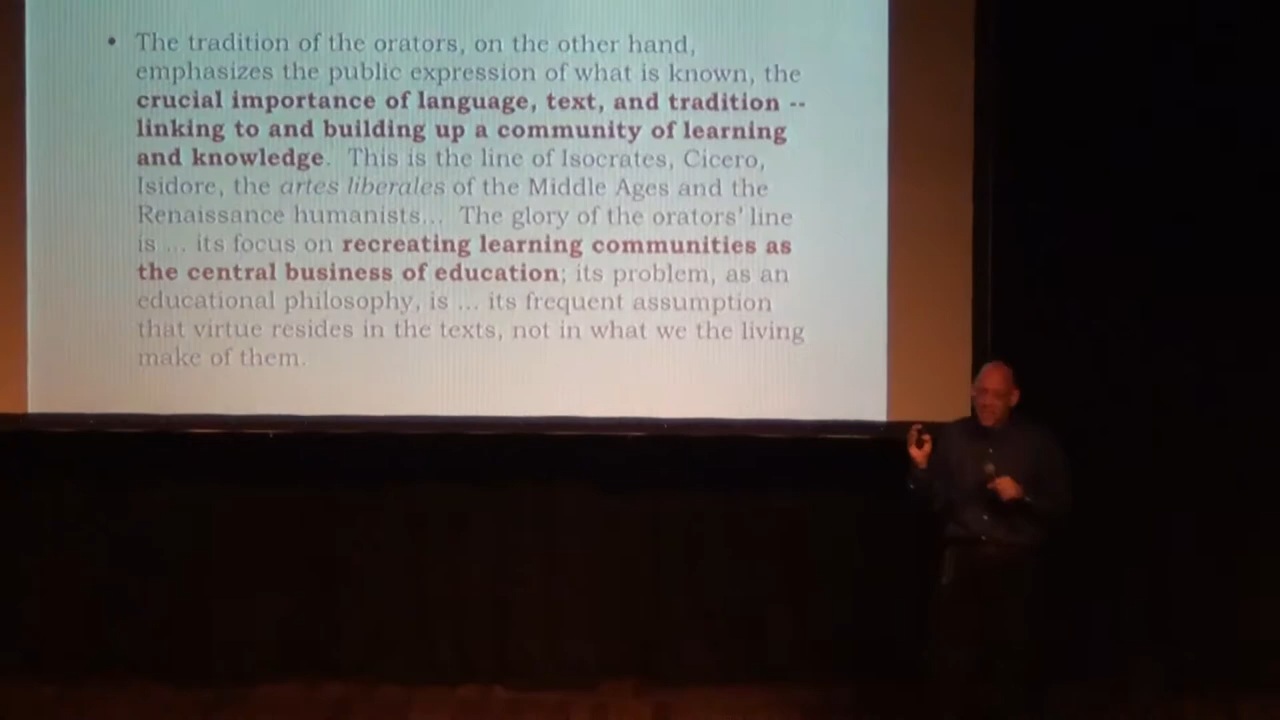 • The tradition of the orators, on the other hand,
emphasizes the public expression of what is known, the
crucial importance of language, text, and tradition --
linking to and building up a community of learning
and knowledge. This is the line of Isocrates, Cicero,
Isidore, the artes liberales of the Middle Ages and the
Renaissance humanists... The glory of the orators' line
is ... its focus on recreating learning communities as
the central business of education; its problem, as an
educational philosophy, is ... its frequent assumption
that virtue resides in the texts, not in what we the living
make of them.